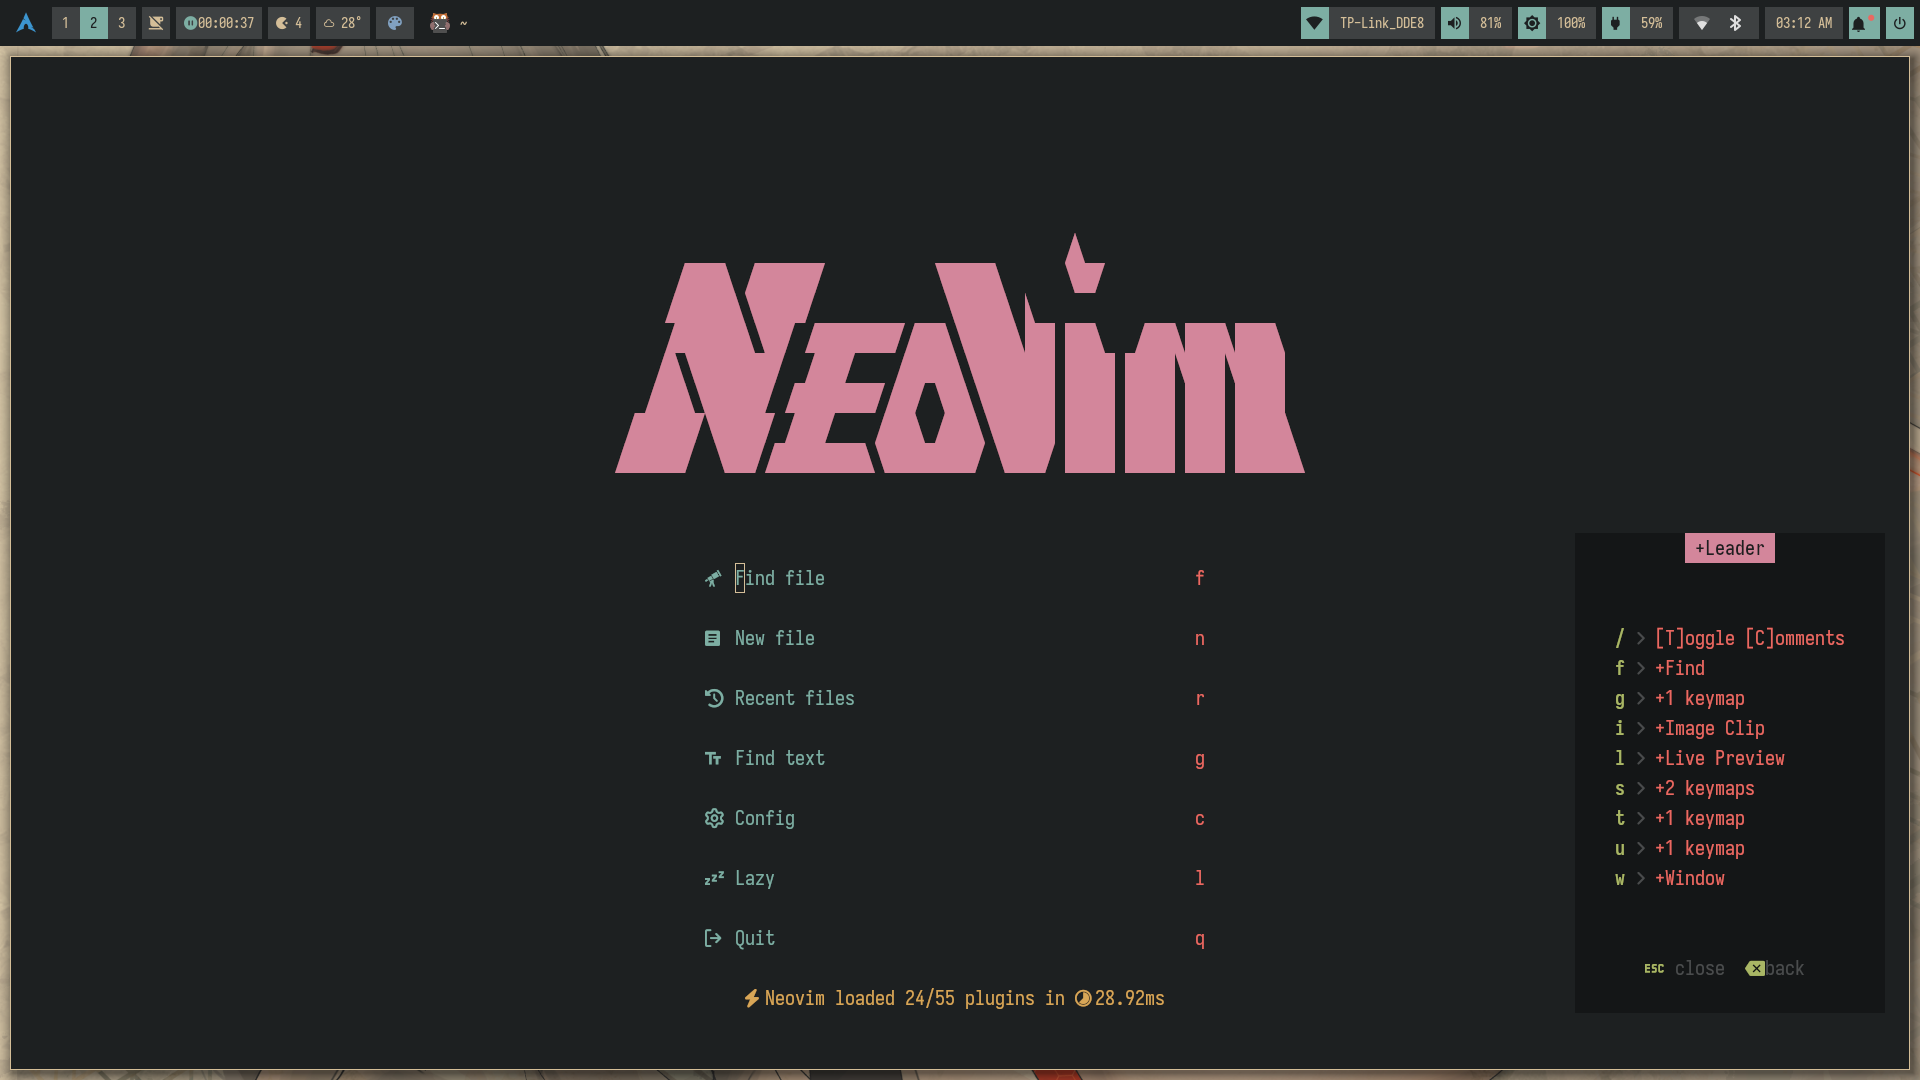 1 2 3 00:00:37 4 28° ~ TP-Link_DDE8 81% 100% 59% 03:12 AM
NEOVIM
+Leader
Find file f
New file n
Recent files r
Find text g
Config c
Lazy l
Quit q
Neovim loaded 24/55 plugins in 28.92ms
/ > [T]oggle [C]omments
f > +Find
g > +1 keymap
i > +Image Clip
l > +Live Preview
s > +2 keymaps
t > +1 keymap
u > +1 keymap
w > +Window
ESC close back